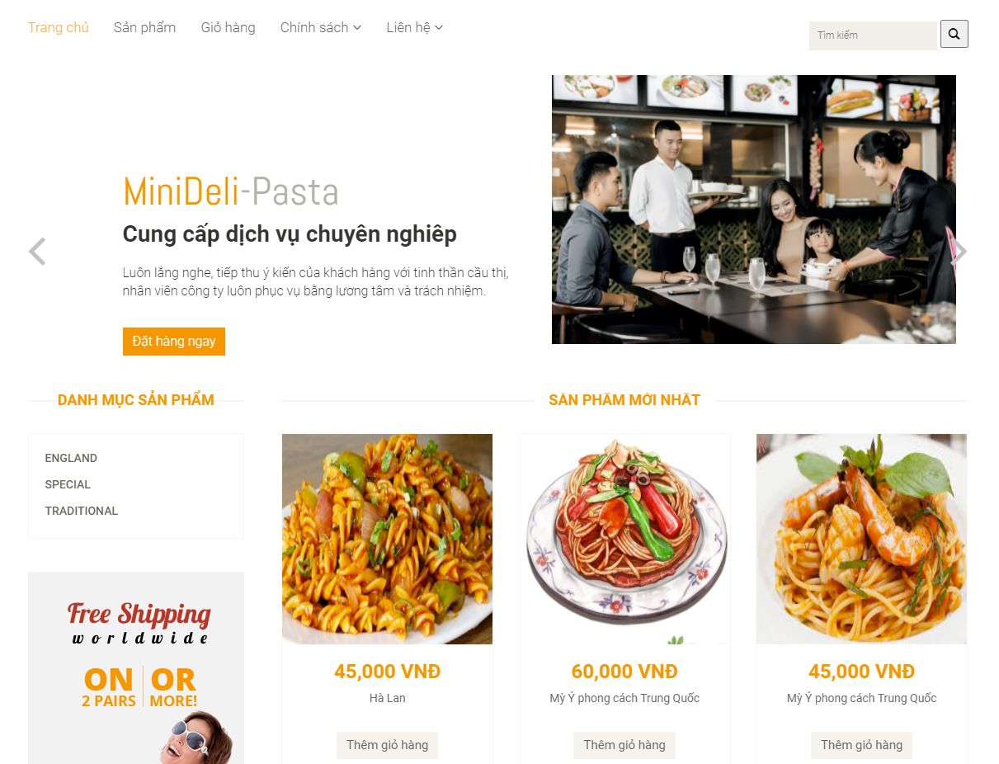 Trang chủ Sản phẩm Giỏ hàng Chính sách Liên hệ Tìm kiếm
MiniDeli-Pasta
Cung cấp dịch vụ chuyên nghiêp
Luôn lắng nghe, tiếp thu ý kiến của khách hàng với tinh thần cầu thị,
nhân viên công ty luôn phục vụ bằng lương tâm và trách nhiệm.
Đặt hàng ngay
DANH MỤC SẢN PHẨM
ENGLAND
SPECIAL
TRADITIONAL
Free Shipping
worldwide
ON OR
2 PAIRS MORE!
SẢN PHẨM MỚI NHẤT
45,000 VNĐ
Hà Lan
Thêm giỏ hàng
60,000 VNĐ
Mỳ Ý phong cách Trung Quốc
Thêm giỏ hàng
45,000 VNĐ
Mỳ Ý phong cách Trung Quốc
Thêm giỏ hàng